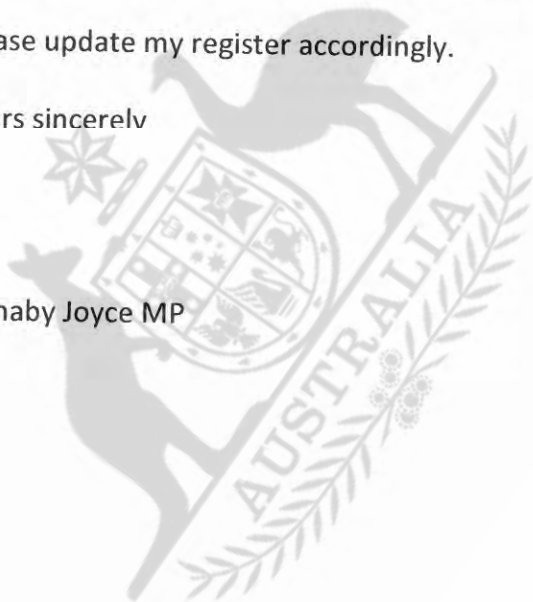 ase update my register accordingly.
rs sincerely
naby Joyce MP
AUSTRALIA